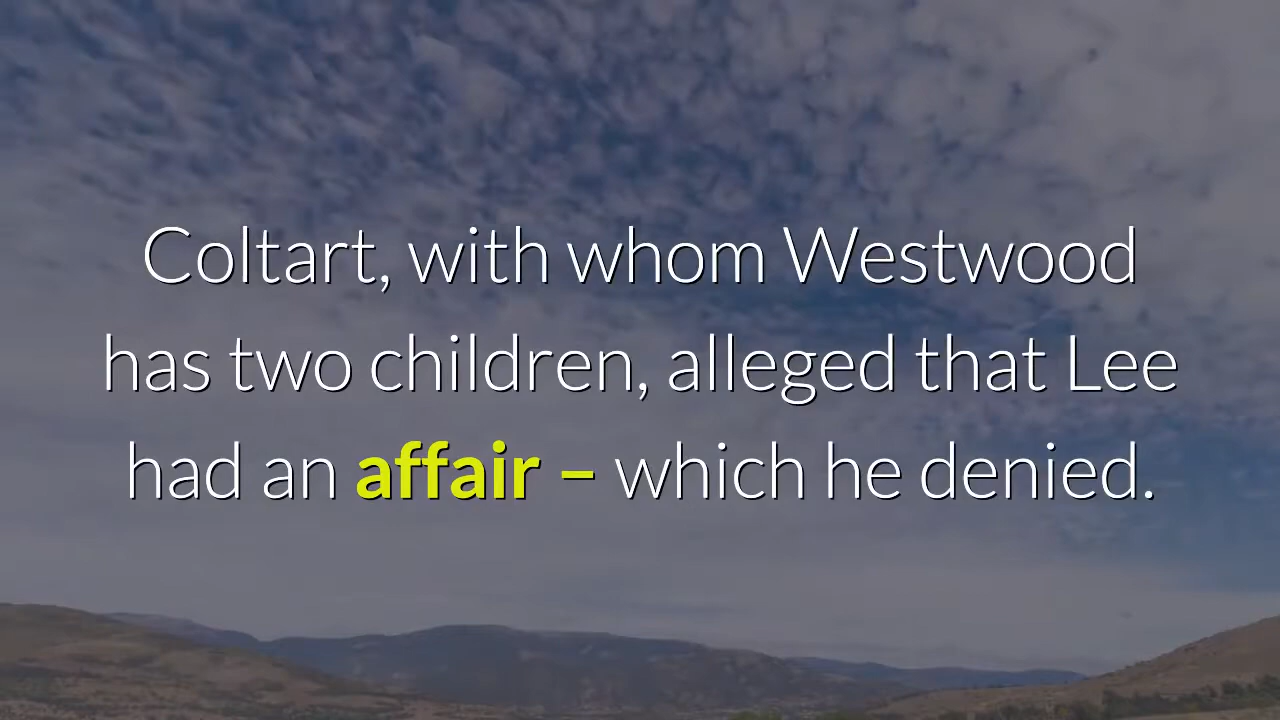 Coltart, with whom Westwood
has two children, alleged that Lee
had an affair – which he denied.